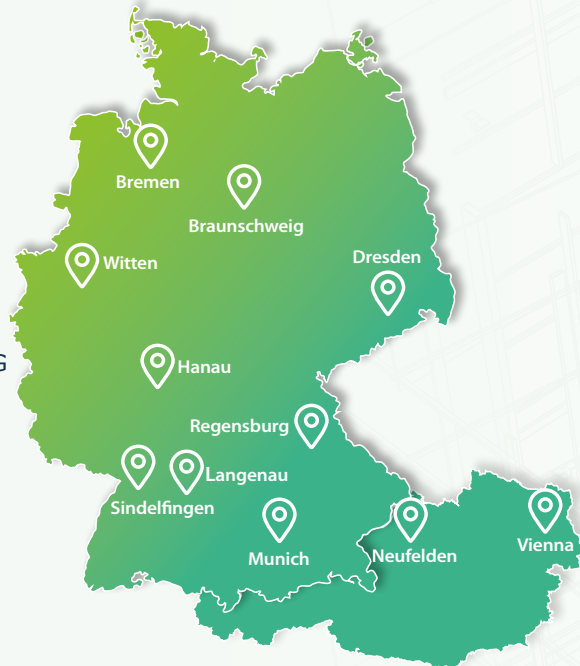 Bremen
Braunschweig
Witten
Dresden
G
Hanau
Regensburg
Langenau
Sindelfingen
Munich
Neufelden
Vienna